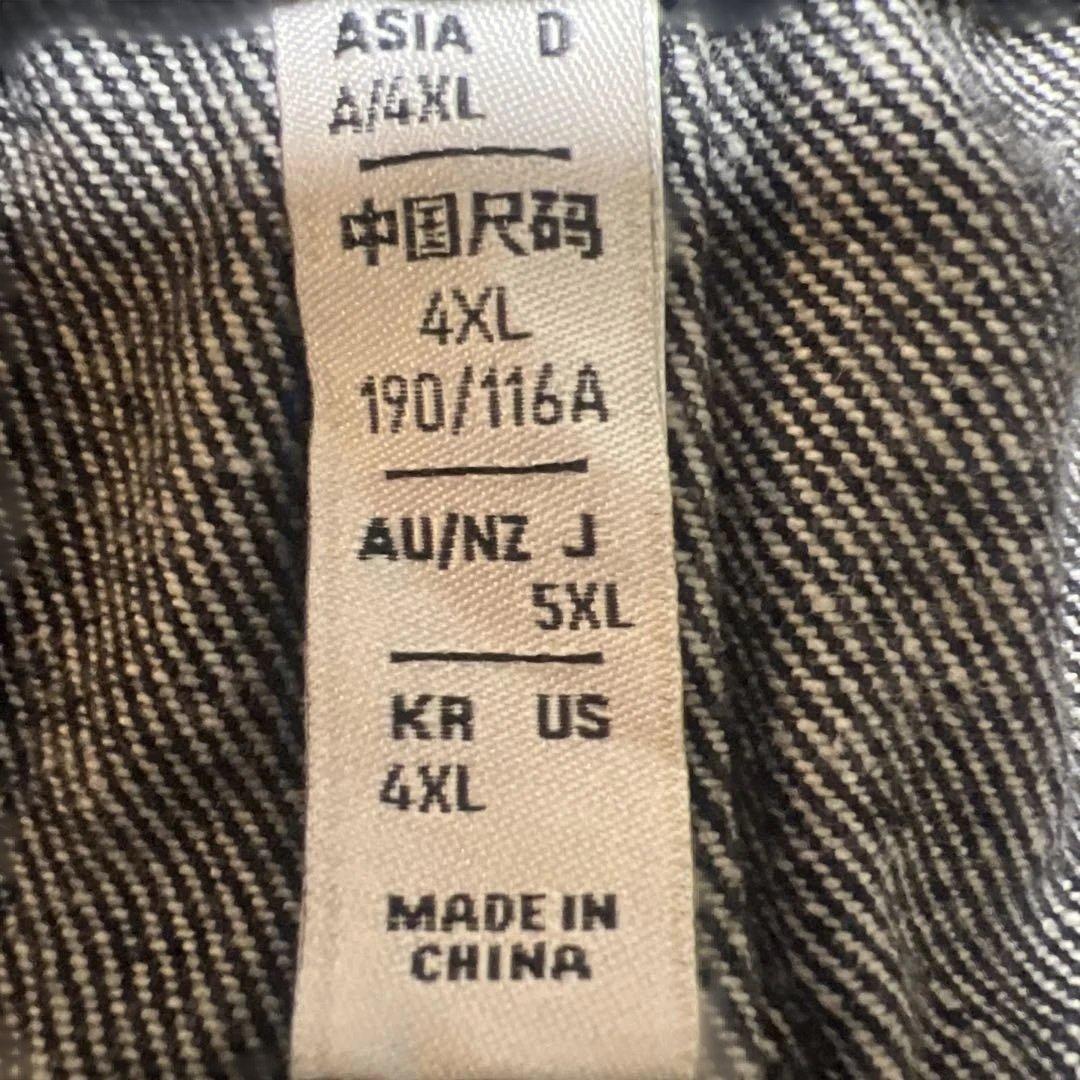 ASIA D
A/4XL
中国尺码
4XL
190/116A
AU/NZ J
5XL
KR US
4XL
MADE IN
CHINA